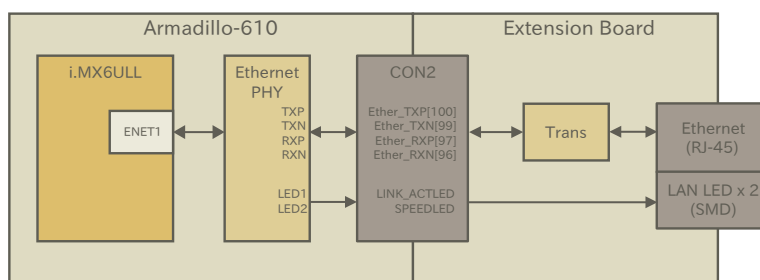 Armadillo-610
Extension Board
i.MX6ULL
ENET1
Ethernet
PHY
TXP
TXN
RXP
RXN
LED1
LED2
CON2
Ether_TXP[100]
Ether_TXN[99]
Ether_RXP[97]
Ether_RXN[96]
LINK_ACTLED
SPEEDLED
Trans
Ethernet
(RJ-45)
LAN LED x 2
(SMD)